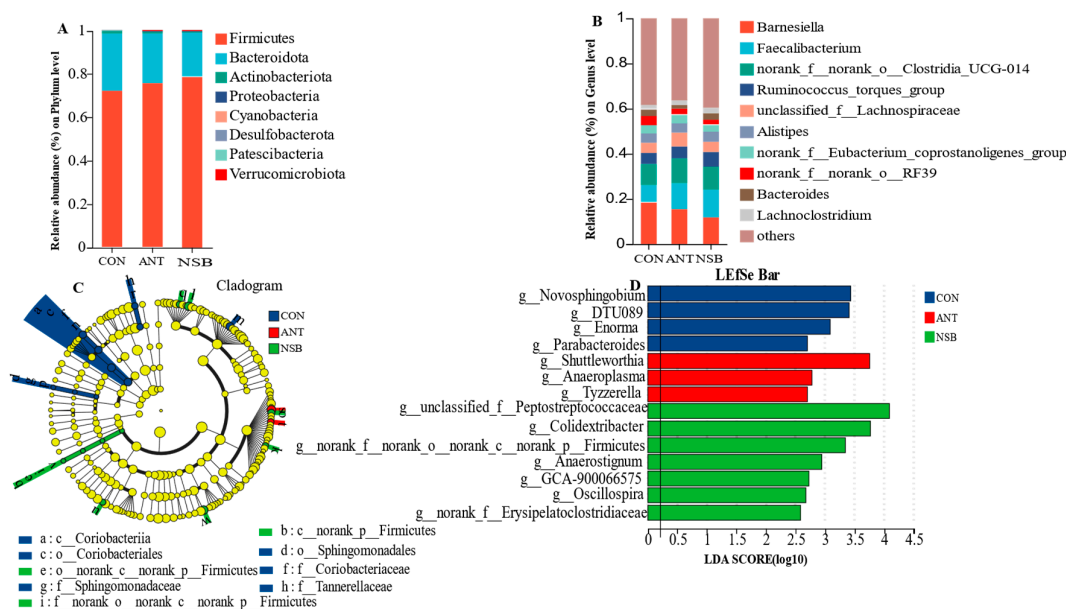 A
Relative abundance (%) on Phylum level
1
0.8
0.6
0.4
0.2
0
CON ANT NSB
Firmicutes
Bacteroidota
Actinobacteriota
Proteobacteria
Cyanobacteria
Desulfobacterota
Patescibacteria
Verrucomicrobiota
B
Relative abundance (%) on Genus level
1.0
0.8
0.6
0.4
0.2
0
CON ANT NSB
Barnesiella
Faecalibacterium
norank_f__norank_o__Clostridia_UCG-014
Ruminococcus_torques_group
unclassified_f__Lachnospiraceae
Alistipes
norank_f__Eubacterium_coprostanoligenes_group
norank_f__norank_o__RF39
Bacteroides
Lachnoclostridium
others
C
Cladogram
CON
ANT
NSB
a : c__Coriobacteriia
c : o__Coriobacteriales
e : o__norank_c__norank_p__Firmicutes
g : f__Sphingomonadaceae
i : f__norank_o__norank_c__norank_p__Firmicutes
b : c__norank_p__Firmicutes
d : o__Sphingomonadales
f : f__Coriobacteriaceae
h : f__Tannerellaceae
D
LEfSe Bar
g__Novosphingobium
g__DTU089
g__Enorma
g__Parabacteroides
g__Shuttleworthia
g__Anaeroplasma
g__Tyzzerella
g__unclassified_f__Peptostreptococcaceae
g__Colidextribacter
g__norank_f__norank_o__norank_c__norank_p__Firmicutes
g__Anaerostignum
g__GCA-900066575
g__Oscillospira
g__norank_f__Erysipelatoclostridiaceae
0 0.5 1 1.5 2 2.5 3 3.5 4 4.5
LDA SCORE(log10)
CON
ANT
NSB